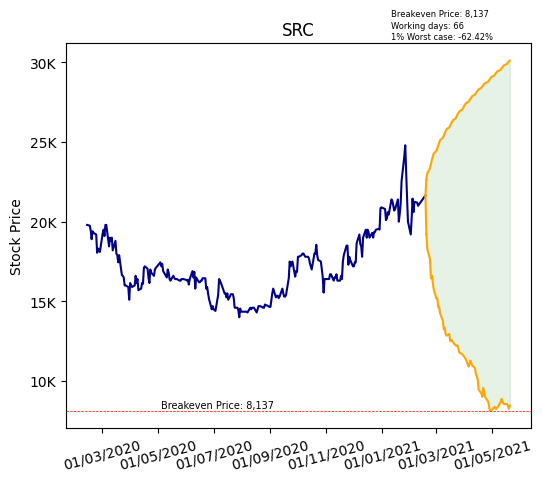 Breakeven Price: 8,137
Working days: 66
1% Worst case: -62.42%
SRC
30K
25K
20K
15K
10K
Stock Price
Breakeven Price: 8,137
01/03/2020
01/05/2020
01/07/2020
01/09/2020
01/11/2020
01/01/2021
01/03/2021
01/05/2021